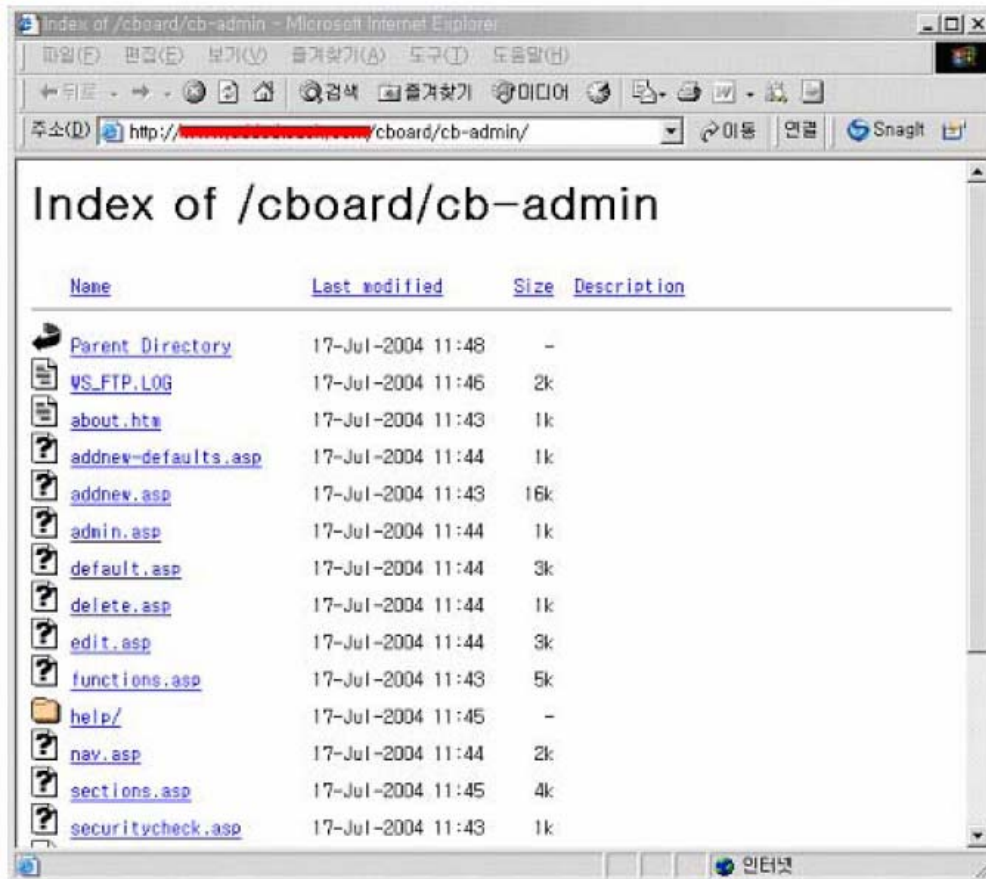 Index of /cboard/cb-admin - Microsoft Internet Explorer
파일(F) 편집(E) 보기(V) 즐겨찾기(A) 도구(T) 도움말(H)
뒤로 검색 즐겨찾기 미디어
주소(D) http:// /cboard/cb-admin/ 이동 연결 SnagIt
Index of /cboard/cb-admin
Name Last modified Size Description
Parent Directory 17-Jul-2004 11:48 -
WS_FTP.LOG 17-Jul-2004 11:46 2k
about.htm 17-Jul-2004 11:43 1k
addnew-defaults.asp 17-Jul-2004 11:44 1k
addnew.asp 17-Jul-2004 11:43 16k
admin.asp 17-Jul-2004 11:44 1k
default.asp 17-Jul-2004 11:44 3k
delete.asp 17-Jul-2004 11:44 1k
edit.asp 17-Jul-2004 11:44 3k
functions.asp 17-Jul-2004 11:43 5k
help/ 17-Jul-2004 11:45 -
nav.asp 17-Jul-2004 11:44 2k
sections.asp 17-Jul-2004 11:45 4k
securitycheck.asp 17-Jul-2004 11:43 1k
인터넷